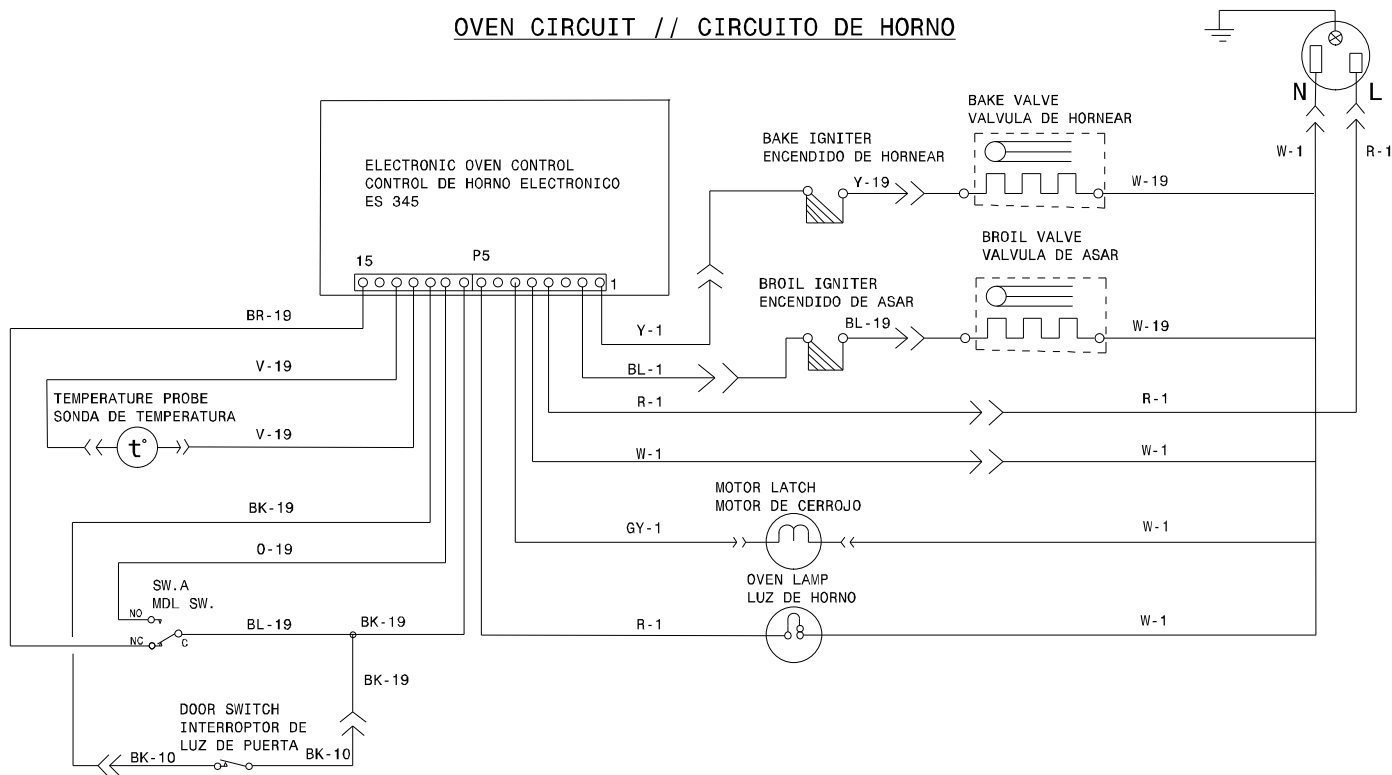 OVEN CIRCUIT // CIRCUITO DE HORNO
N
L
W-1
R-1
BAKE VALVE
VALVULA DE HORNEAR
BAKE IGNITER
ENCENDIDO DE HORNEAR
Y-19
W-19
ELECTRONIC OVEN CONTROL
CONTROL DE HORNO ELECTRONICO
ES 345
15
P5
1
BROIL VALVE
VALVULA DE ASAR
BROIL IGNITER
ENCENDIDO DE ASAR
BL-19
W-19
BR-19
Y-1
V-19
BL-1
TEMPERATURE PROBE
SONDA DE TEMPERATURA
t°
R-1
R-1
V-19
W-1
W-1
MOTOR LATCH
MOTOR DE CERROJO
BK-19
GY-1
W-1
O-19
SW.A
MDL SW.
NO
NC
C
BL-19
BK-19
OVEN LAMP
LUZ DE HORNO
R-1
W-1
BK-19
DOOR SWITCH
INTERROPTOR DE
LUZ DE PUERTA
BK-10
BK-10